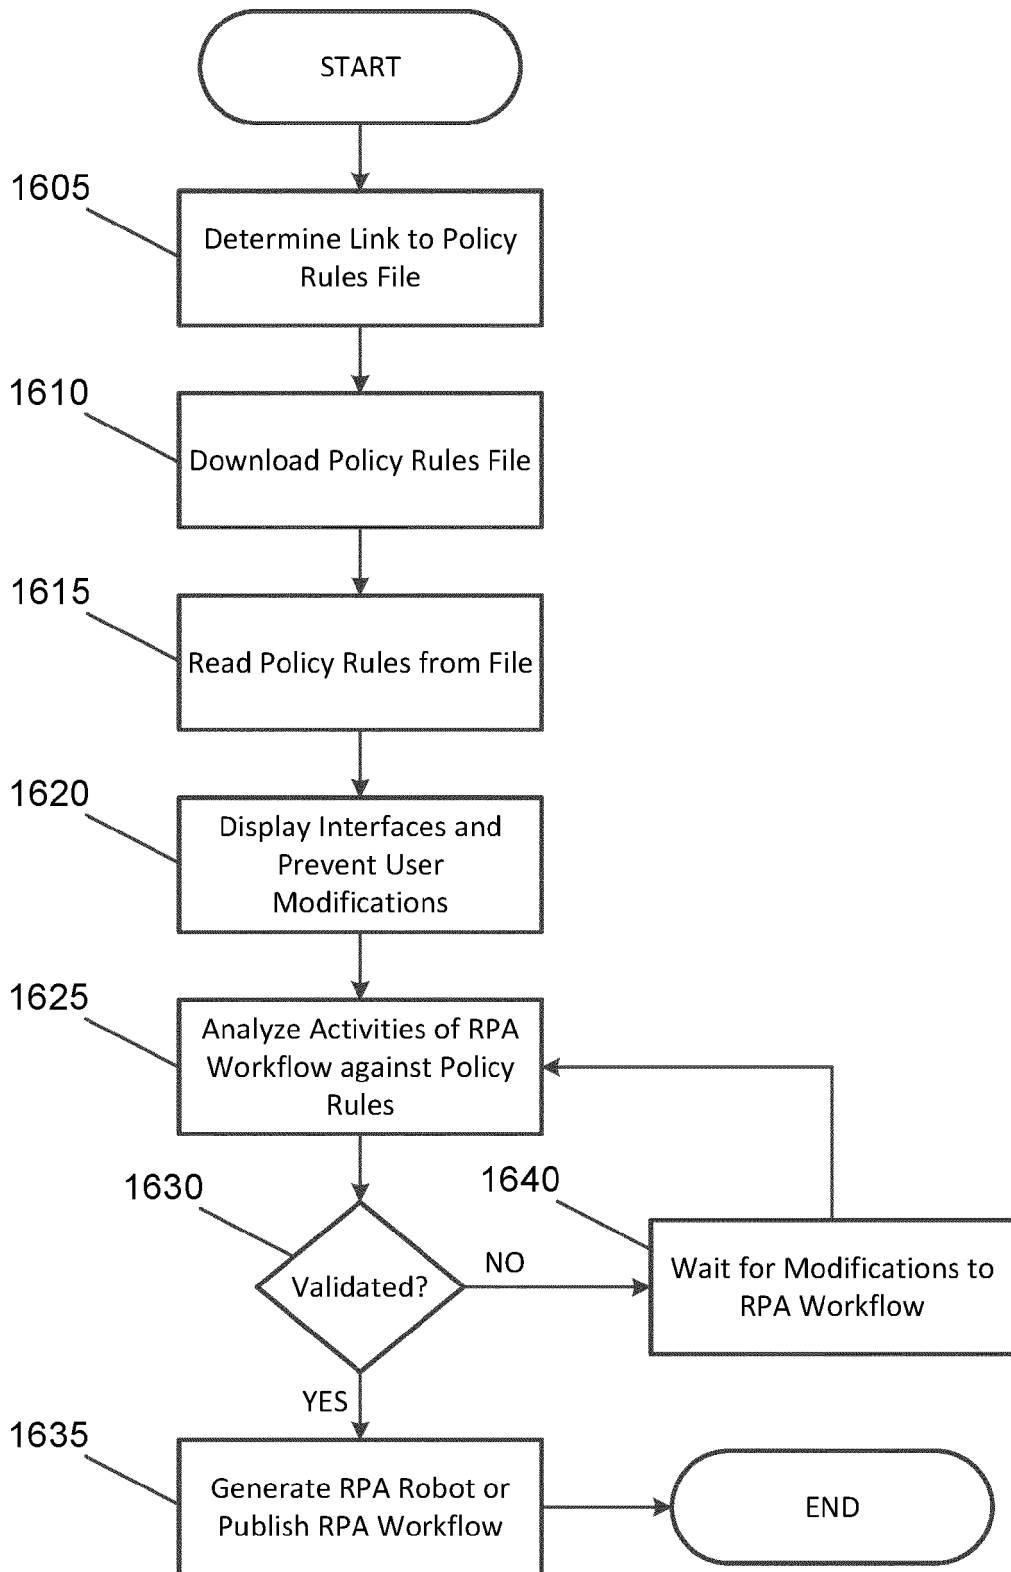 START
1605
Determine Link to Policy
Rules File
1610
Download Policy Rules File
1615
Read Policy Rules from File
1620
Display Interfaces and
Prevent User
Modifications
1625
Analyze Activities of RPA
Workflow against Policy
Rules
1630
Validated?
NO
1640
Wait for Modifications to
RPA Workflow
YES
1635
Generate RPA Robot or
Publish RPA Workflow
END